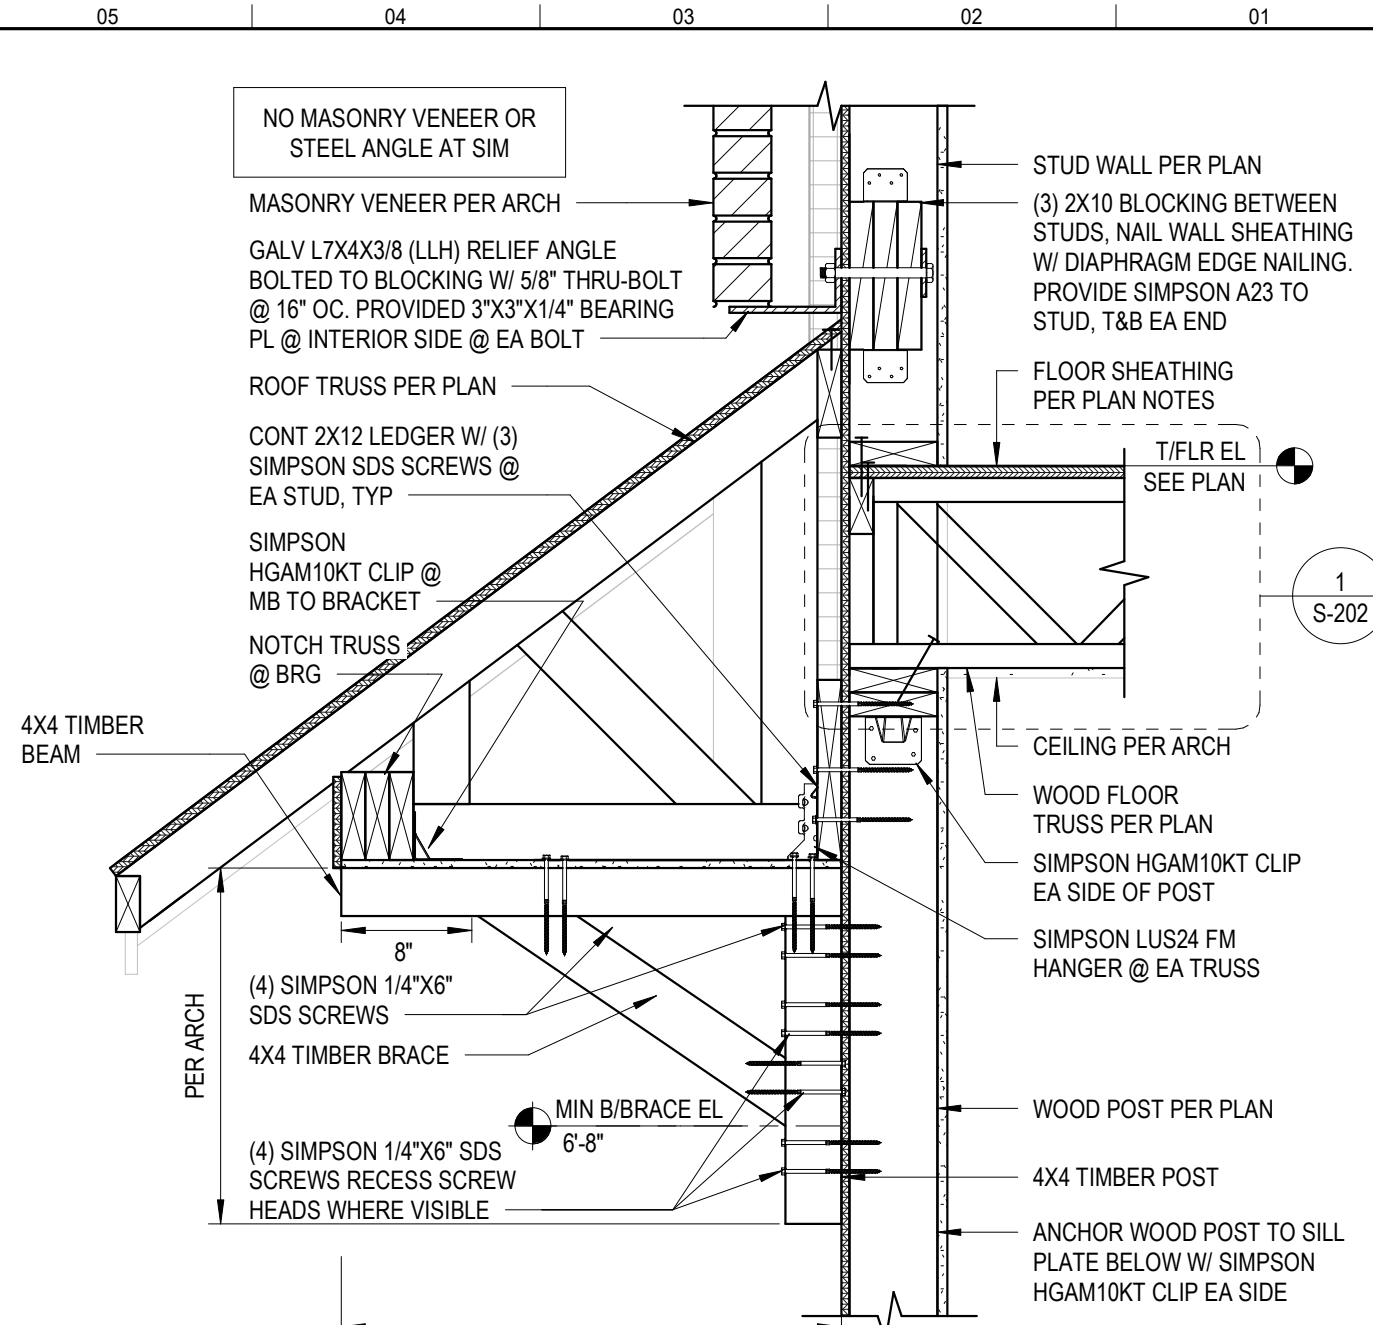 05 04 03 02 01
NO MASONRY VENEER OR
STEEL ANGLE AT SIM
MASONRY VENEER PER ARCH
GALV L7X4X3/8 (LLH) RELIEF ANGLE
BOLTED TO BLOCKING W/ 5/8" THRU-BOLT
@ 16" OC. PROVIDED 3"X3"X1/4" BEARING
PL @ INTERIOR SIDE @ EA BOLT
ROOF TRUSS PER PLAN
CONT 2X12 LEDGER W/ (3)
SIMPSON SDS SCREWS @
EA STUD, TYP
SIMPSON
HGAM10KT CLIP @
MB TO BRACKET
NOTCH TRUSS
@ BRG
4X4 TIMBER
BEAM
8"
(4) SIMPSON 1/4"X6"
SDS SCREWS
4X4 TIMBER BRACE
PER ARCH
MIN B/BRACE EL
6'-8"
(4) SIMPSON 1/4"X6" SDS
SCREWS RECESS SCREW
HEADS WHERE VISIBLE
STUD WALL PER PLAN
(3) 2X10 BLOCKING BETWEEN
STUDS, NAIL WALL SHEATHING
W/ DIAPHRAGM EDGE NAILING.
PROVIDE SIMPSON A23 TO
STUD, T&B EA END
FLOOR SHEATHING
PER PLAN NOTES
T/FLR EL
SEE PLAN
1
S-202
CEILING PER ARCH
WOOD FLOOR
TRUSS PER PLAN
SIMPSON HGAM10KT CLIP
EA SIDE OF POST
SIMPSON LUS24 FM
HANGER @ EA TRUSS
WOOD POST PER PLAN
4X4 TIMBER POST
ANCHOR WOOD POST TO SILL
PLATE BELOW W/ SIMPSON
HGAM10KT CLIP EA SIDE